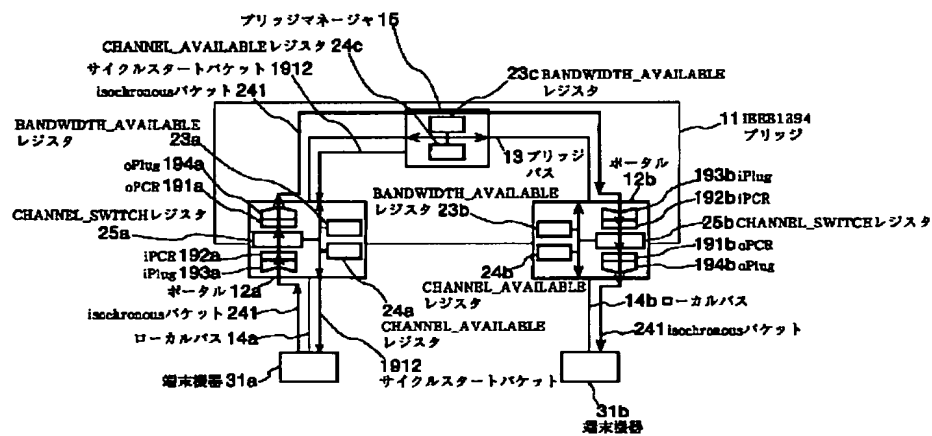 ブリッジマネージャ 15
CHANNEL_AVAILABLEレジスタ 24c
サイクルスタートパケット 1912
isochronousパケット 241
23c BANDWIDTH_AVAILABLE
レジスタ
BANDWIDTH_AVAILABLE
レジスタ
23a
11 IEEE1394
ブリッジ
13 ブリッジ
バス
ポータル
12b
oPlug 194a
oPCR 191a
193b iPlug
192b iPCR
BANDWIDTH_AVAILABLE
レジスタ 23b
CHANNEL_SWITCHレジスタ
25a
25b CHANNEL_SWITCHレジスタ
iPCR 192a
iPlug 193a
191b oPCR
194b oPlug
ポータル 12a
24a
24b
CHANNEL_AVAILABLE
レジスタ
isochronousパケット 241
CHANNEL_AVAILABLE
レジスタ
14b ローカルバス
ローカルバス 14a
241 isochronousパケット
1912
サイクルスタートパケット
端末機器 31a
31b
端末機器